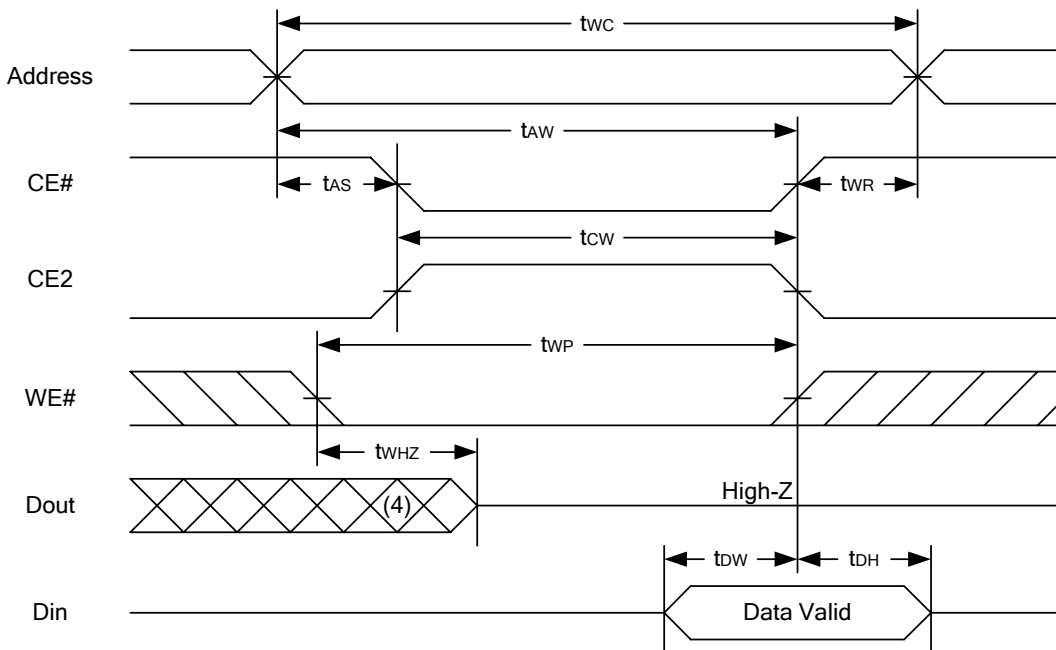 tWC
Address
tAW
CE#
tAS
tWR
tCW
CE2
tWP
WE#
tWHZ
Dout
(4)
High-Z
tDW
tDH
Din
Data Valid